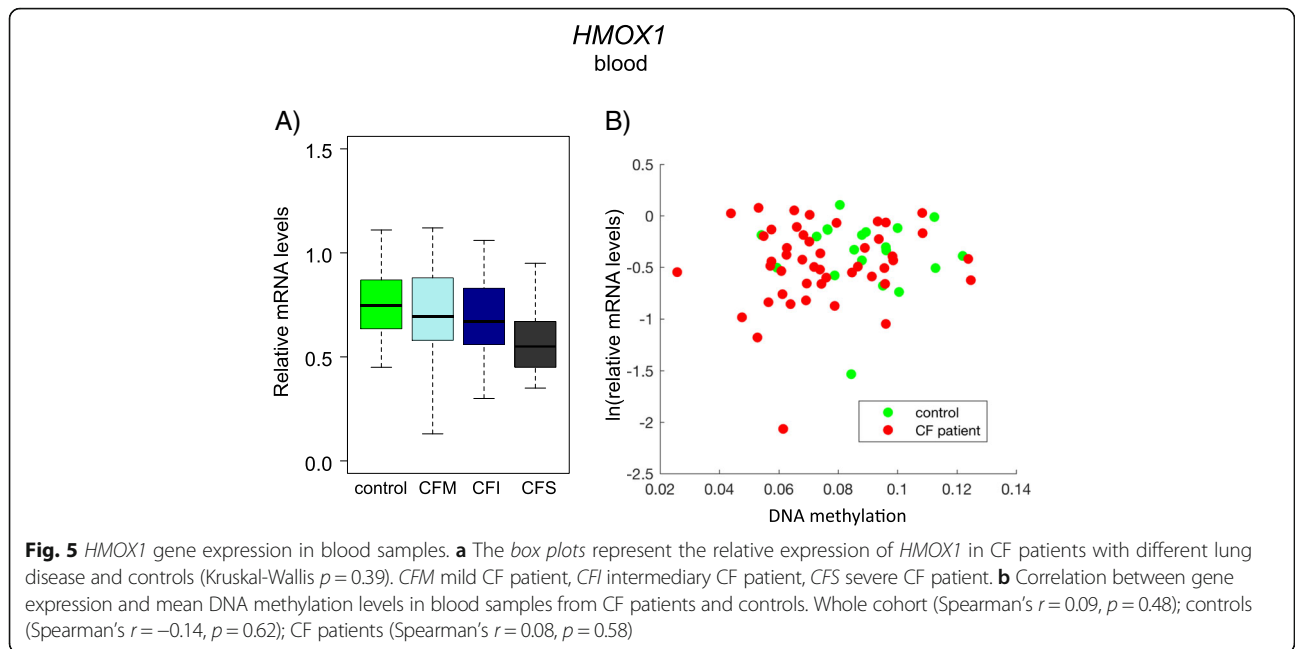 HMOX1
blood
A)
B)
Relative mRNA levels
1.5
1.0
0.5
0.0
control CFM CFI CFS
ln(relative mRNA levels)
0.5
0
-0.5
-1
-1.5
-2
-2.5
0.02 0.04 0.06 0.08 0.1 0.12 0.14
DNA methylation
control
CF patient
Fig. 5 HMOX1 gene expression in blood samples. a The box plots represent the relative expression of HMOX1 in CF patients with different lung
disease and controls (Kruskal-Wallis p = 0.39). CFM mild CF patient, CFI intermediary CF patient, CFS severe CF patient. b Correlation between gene
expression and mean DNA methylation levels in blood samples from CF patients and controls. Whole cohort (Spearman's r = 0.09, p = 0.48); controls
(Spearman's r = −0.14, p = 0.62); CF patients (Spearman's r = 0.08, p = 0.58)